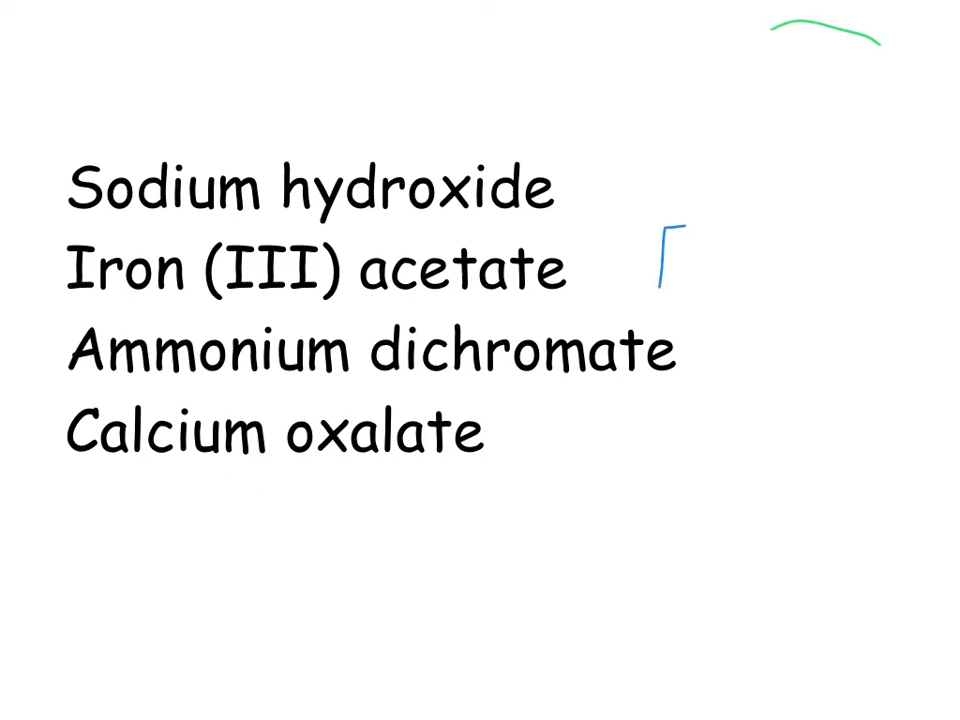 Sodium hydroxide
Iron (III) acetate
Ammonium dichromate
Calcium oxalate